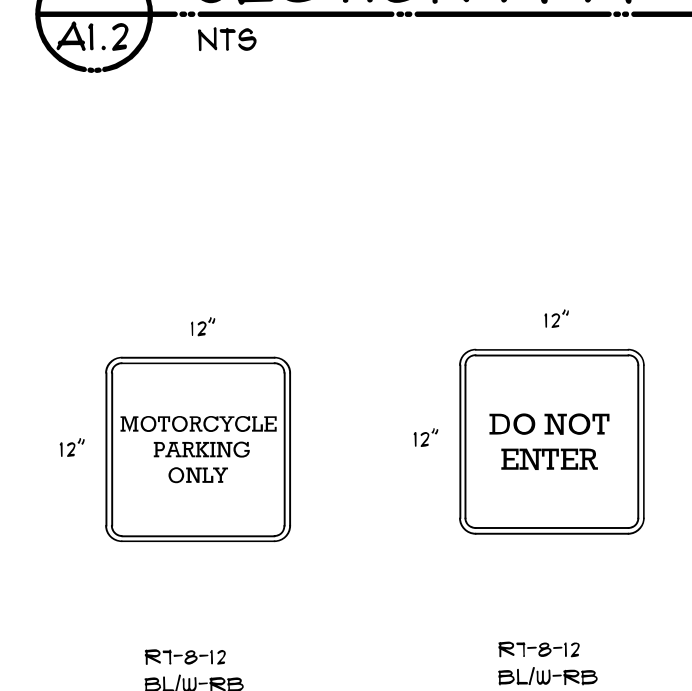 A1.2
NTS
12"
12"
MOTORCYCLE
PARKING
ONLY
R7-8-12
BL/W-RB
12"
12"
DO NOT
ENTER
R7-8-12
BL/W-RB